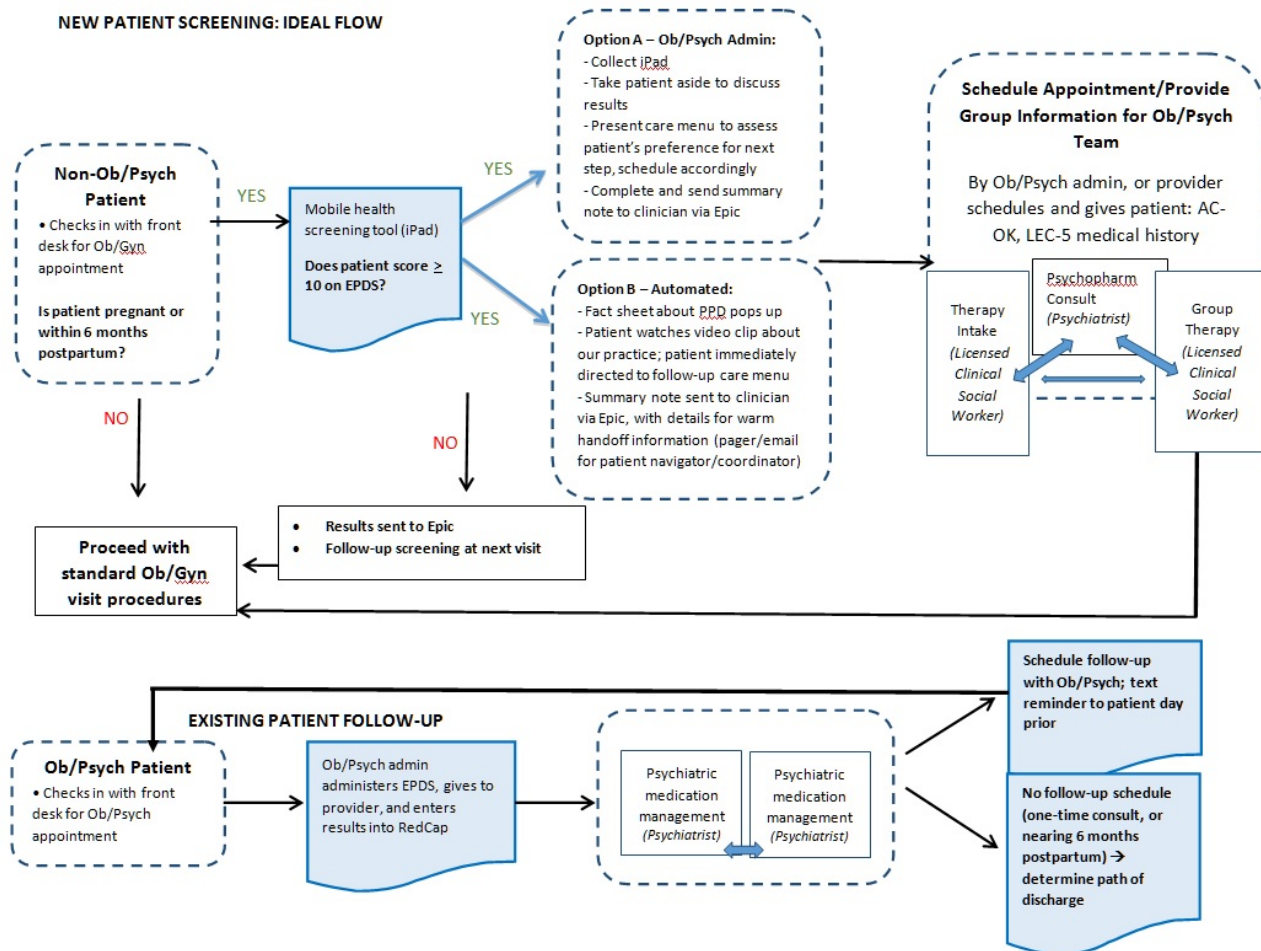 NEW PATIENT SCREENING: IDEAL FLOW
Non-Ob/Psych
Patient
• Checks in with front
desk for Ob/Gyn
appointment
Is patient pregnant or
within 6 months
postpartum?
YES
NO
Mobile health
screening tool (iPad)
Does patient score ≥
10 on EPDS?
YES
YES
NO
Option A – Ob/Psych Admin:
- Collect iPad
- Take patient aside to discuss
results
- Present care menu to assess
patient's preference for next
step, schedule accordingly
- Complete and send summary
note to clinician via Epic
Option B – Automated:
- Fact sheet about PPD pops up
- Patient watches video clip about
our practice; patient immediately
directed to follow-up care menu
- Summary note sent to clinician
via Epic, with details for warm
handoff information (pager/email
for patient navigator/coordinator)
Schedule Appointment/Provide
Group Information for Ob/Psych
Team
By Ob/Psych admin, or provider
schedules and gives patient: AC-
OK, LEC-5 medical history
Therapy
Intake
(Licensed
Clinical
Social
Worker)
Psychopharm
Consult
(Psychiatrist)
Group
Therapy
(Licensed
Clinical
Social
Worker)
• Results sent to Epic
• Follow-up screening at next visit
Proceed with
standard Ob/Gyn
visit procedures
EXISTING PATIENT FOLLOW-UP
Ob/Psych Patient
• Checks in with front
desk for Ob/Psych
appointment
Ob/Psych admin
administers EPDS, gives to
provider, and enters
results into RedCap
Psychiatric
medication
management
(Psychiatrist)
Psychiatric
medication
management
(Psychiatrist)
Schedule follow-up
with Ob/Psych; text
reminder to patient day
prior
No follow-up schedule
(one-time consult, or
nearing 6 months
postpartum) →
determine path of
discharge